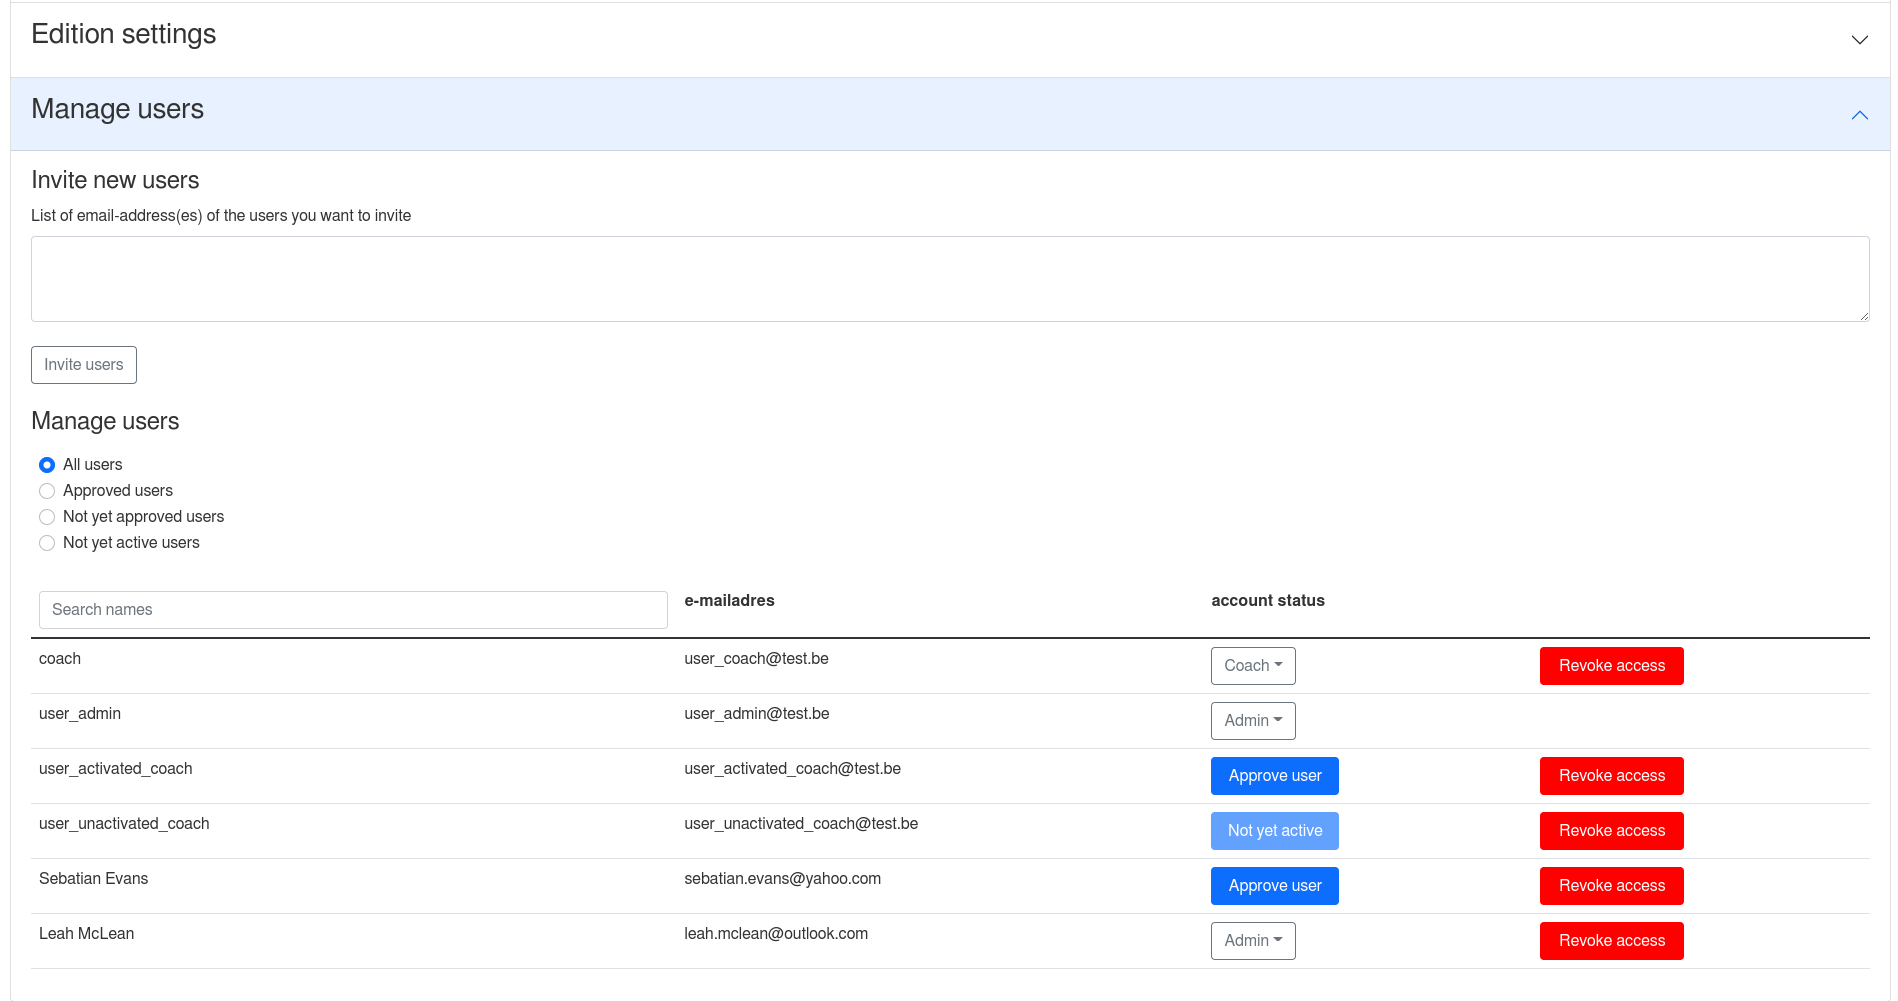 Edition settings
Manage users
Invite new users
List of email-address(es) of the users you want to invite
Invite users
Manage users
All users
Approved users
Not yet approved users
Not yet active users
Search names e-mailadres account status
coach user_coach@test.be Coach Revoke access
user_admin user_admin@test.be Admin
user_activated_coach user_activated_coach@test.be Approve user Revoke access
user_unactivated_coach user_unactivated_coach@test.be Not yet active Revoke access
Sebatian Evans sebatian.evans@yahoo.com Approve user Revoke access
Leah McLean leah.mclean@outlook.com Admin Revoke access